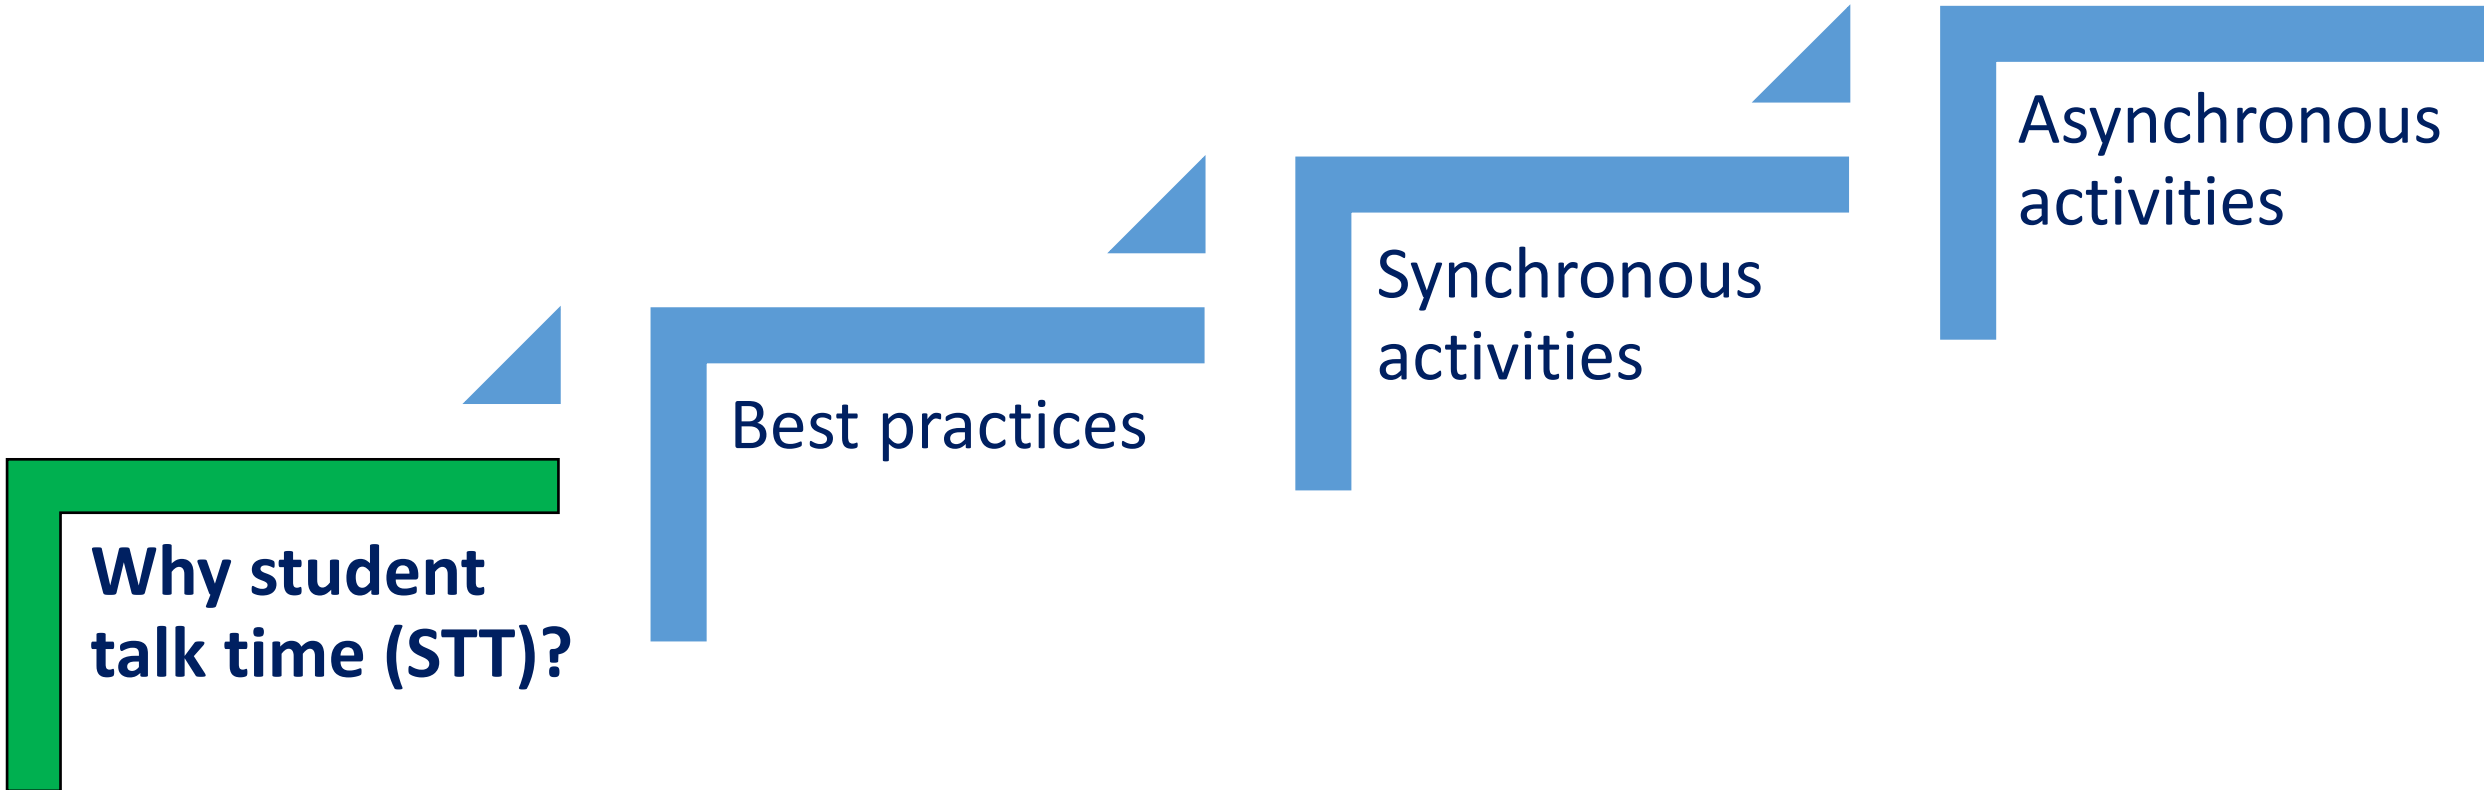 Why student
talk time (STT)?
Best practices
Synchronous
activities
Asynchronous
activities